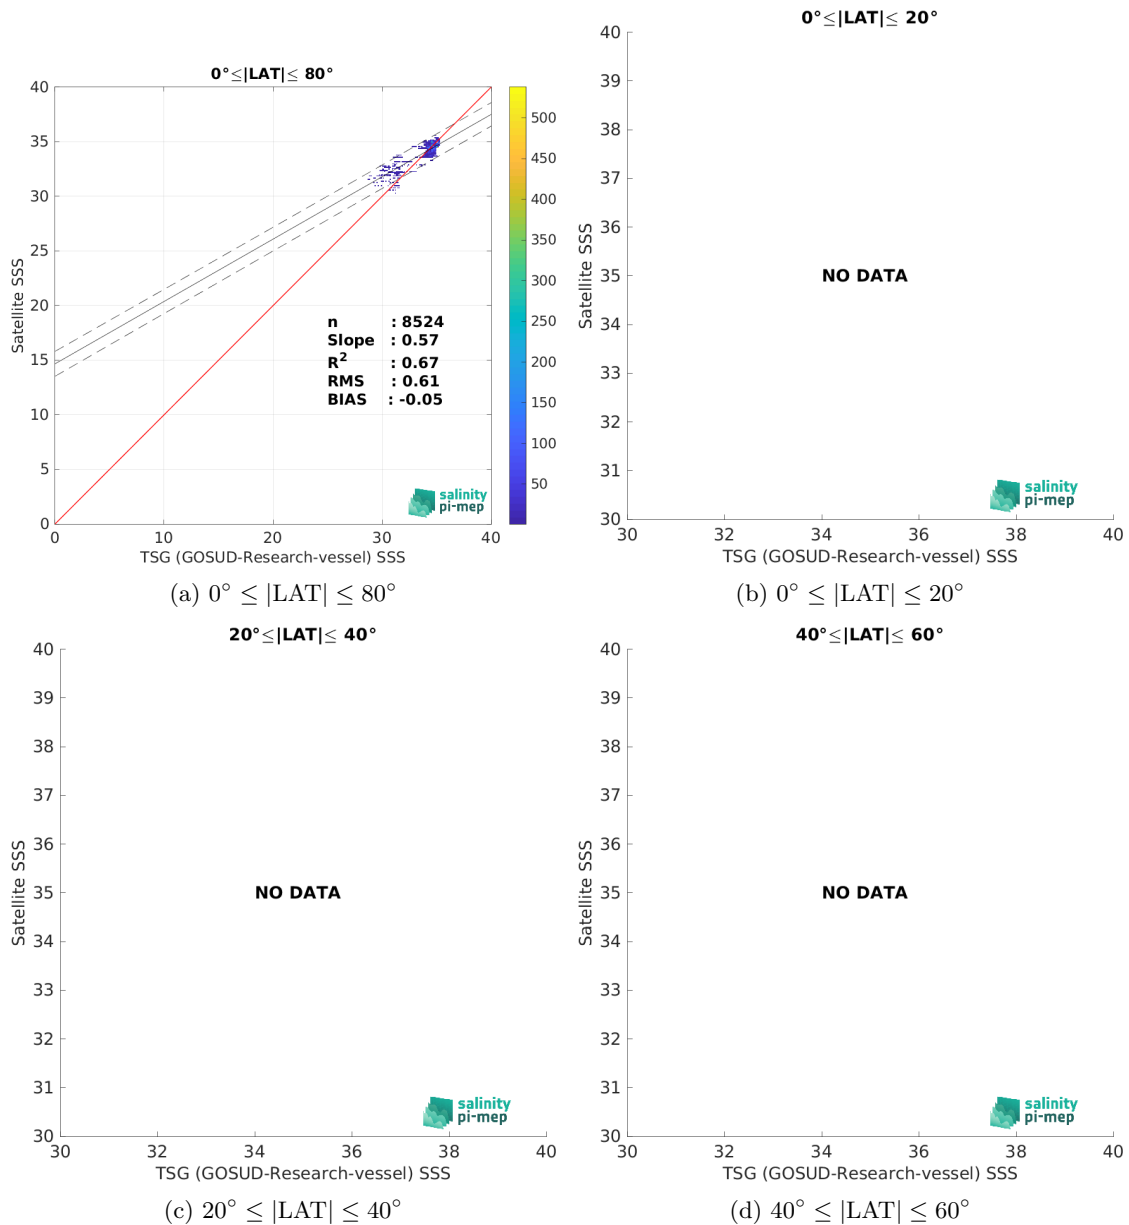 0°≤|LAT|≤ 80°
40
35
30
25
20
15
10
5
0
Satellite SSS
0
10
20
30
40
TSG (GOSUD-Research-vessel) SSS
n : 8524
Slope : 0.57
R² : 0.67
RMS : 0.61
BIAS : -0.05
500
450
400
350
300
250
200
150
100
50
salinity
pi-mep
(a) 0° ≤ |LAT| ≤ 80°
0°≤|LAT|≤ 20°
40
39
38
37
36
35
34
33
32
31
30
Satellite SSS
NO DATA
salinity
pi-mep
30
32
34
36
38
40
TSG (GOSUD-Research-vessel) SSS
(b) 0° ≤ |LAT| ≤ 20°
20°≤|LAT|≤ 40°
40
39
38
37
36
35
34
33
32
31
30
Satellite SSS
NO DATA
salinity
pi-mep
30
32
34
36
38
40
TSG (GOSUD-Research-vessel) SSS
(c) 20° ≤ |LAT| ≤ 40°
40°≤|LAT|≤ 60°
40
39
38
37
36
35
34
33
32
31
30
Satellite SSS
NO DATA
salinity
pi-mep
30
32
34
36
38
40
TSG (GOSUD-Research-vessel) SSS
(d) 40° ≤ |LAT| ≤ 60°